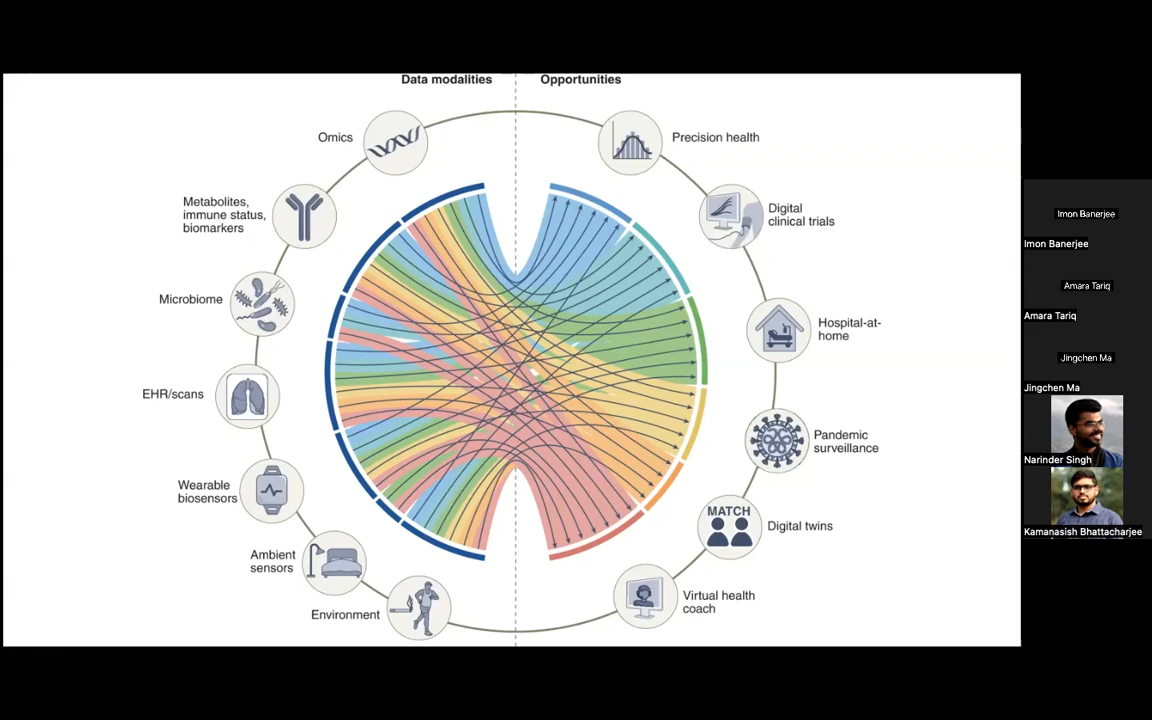 Data modalities
Opportunities
Omics
Metabolites,
immune status,
biomarkers
Microbiome
EHR/scans
Wearable
biosensors
Ambient
sensors
Environment
Precision health
Digital
clinical trials
Hospital-at-
home
Pandemic
surveillance
MATCH
Digital twins
Virtual health
coach
Imon Banerjee
Imon Banerjee
Amara Tariq
Amara Tariq
Jingchen Ma
Jingchen Ma
Narinder Singh
Kamanasish Bhattacharjee